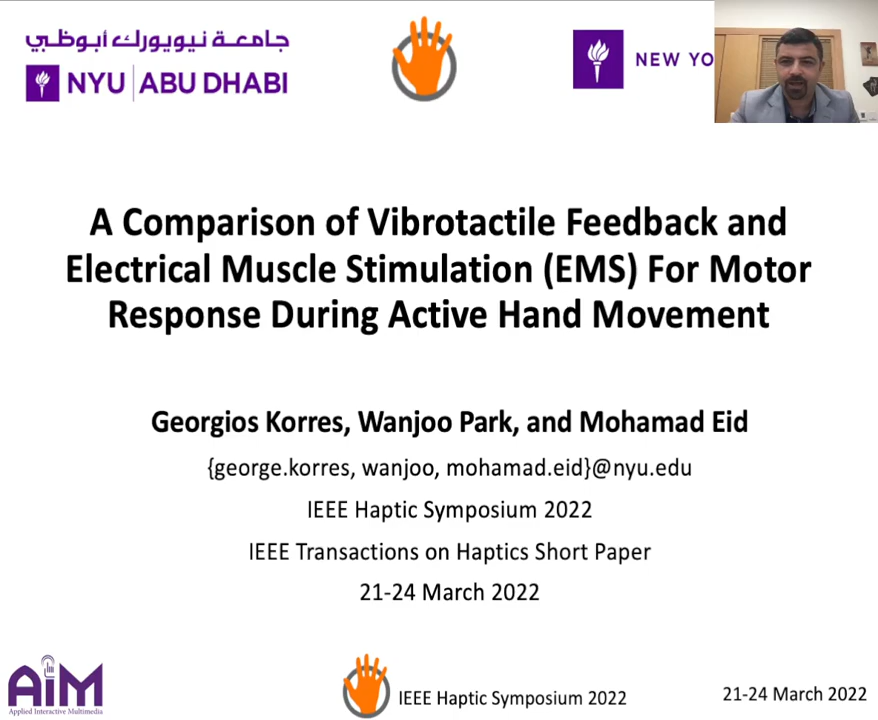 جامعـة نيويورك أبوظبي
NYU ABU DHABI
NEW YO
A Comparison of Vibrotactile Feedback and
Electrical Muscle Stimulation (EMS) For Motor
Response During Active Hand Movement
Georgios Korres, Wanjoo Park, and Mohamad Eid
{george.korres, wanjoo, mohamad.eid}@nyu.edu
IEEE Haptic Symposium 2022
IEEE Transactions on Haptics Short Paper
21-24 March 2022
AiM
Applied Interactive Multimedia
IEEE Haptic Symposium 2022
21-24 March 2022